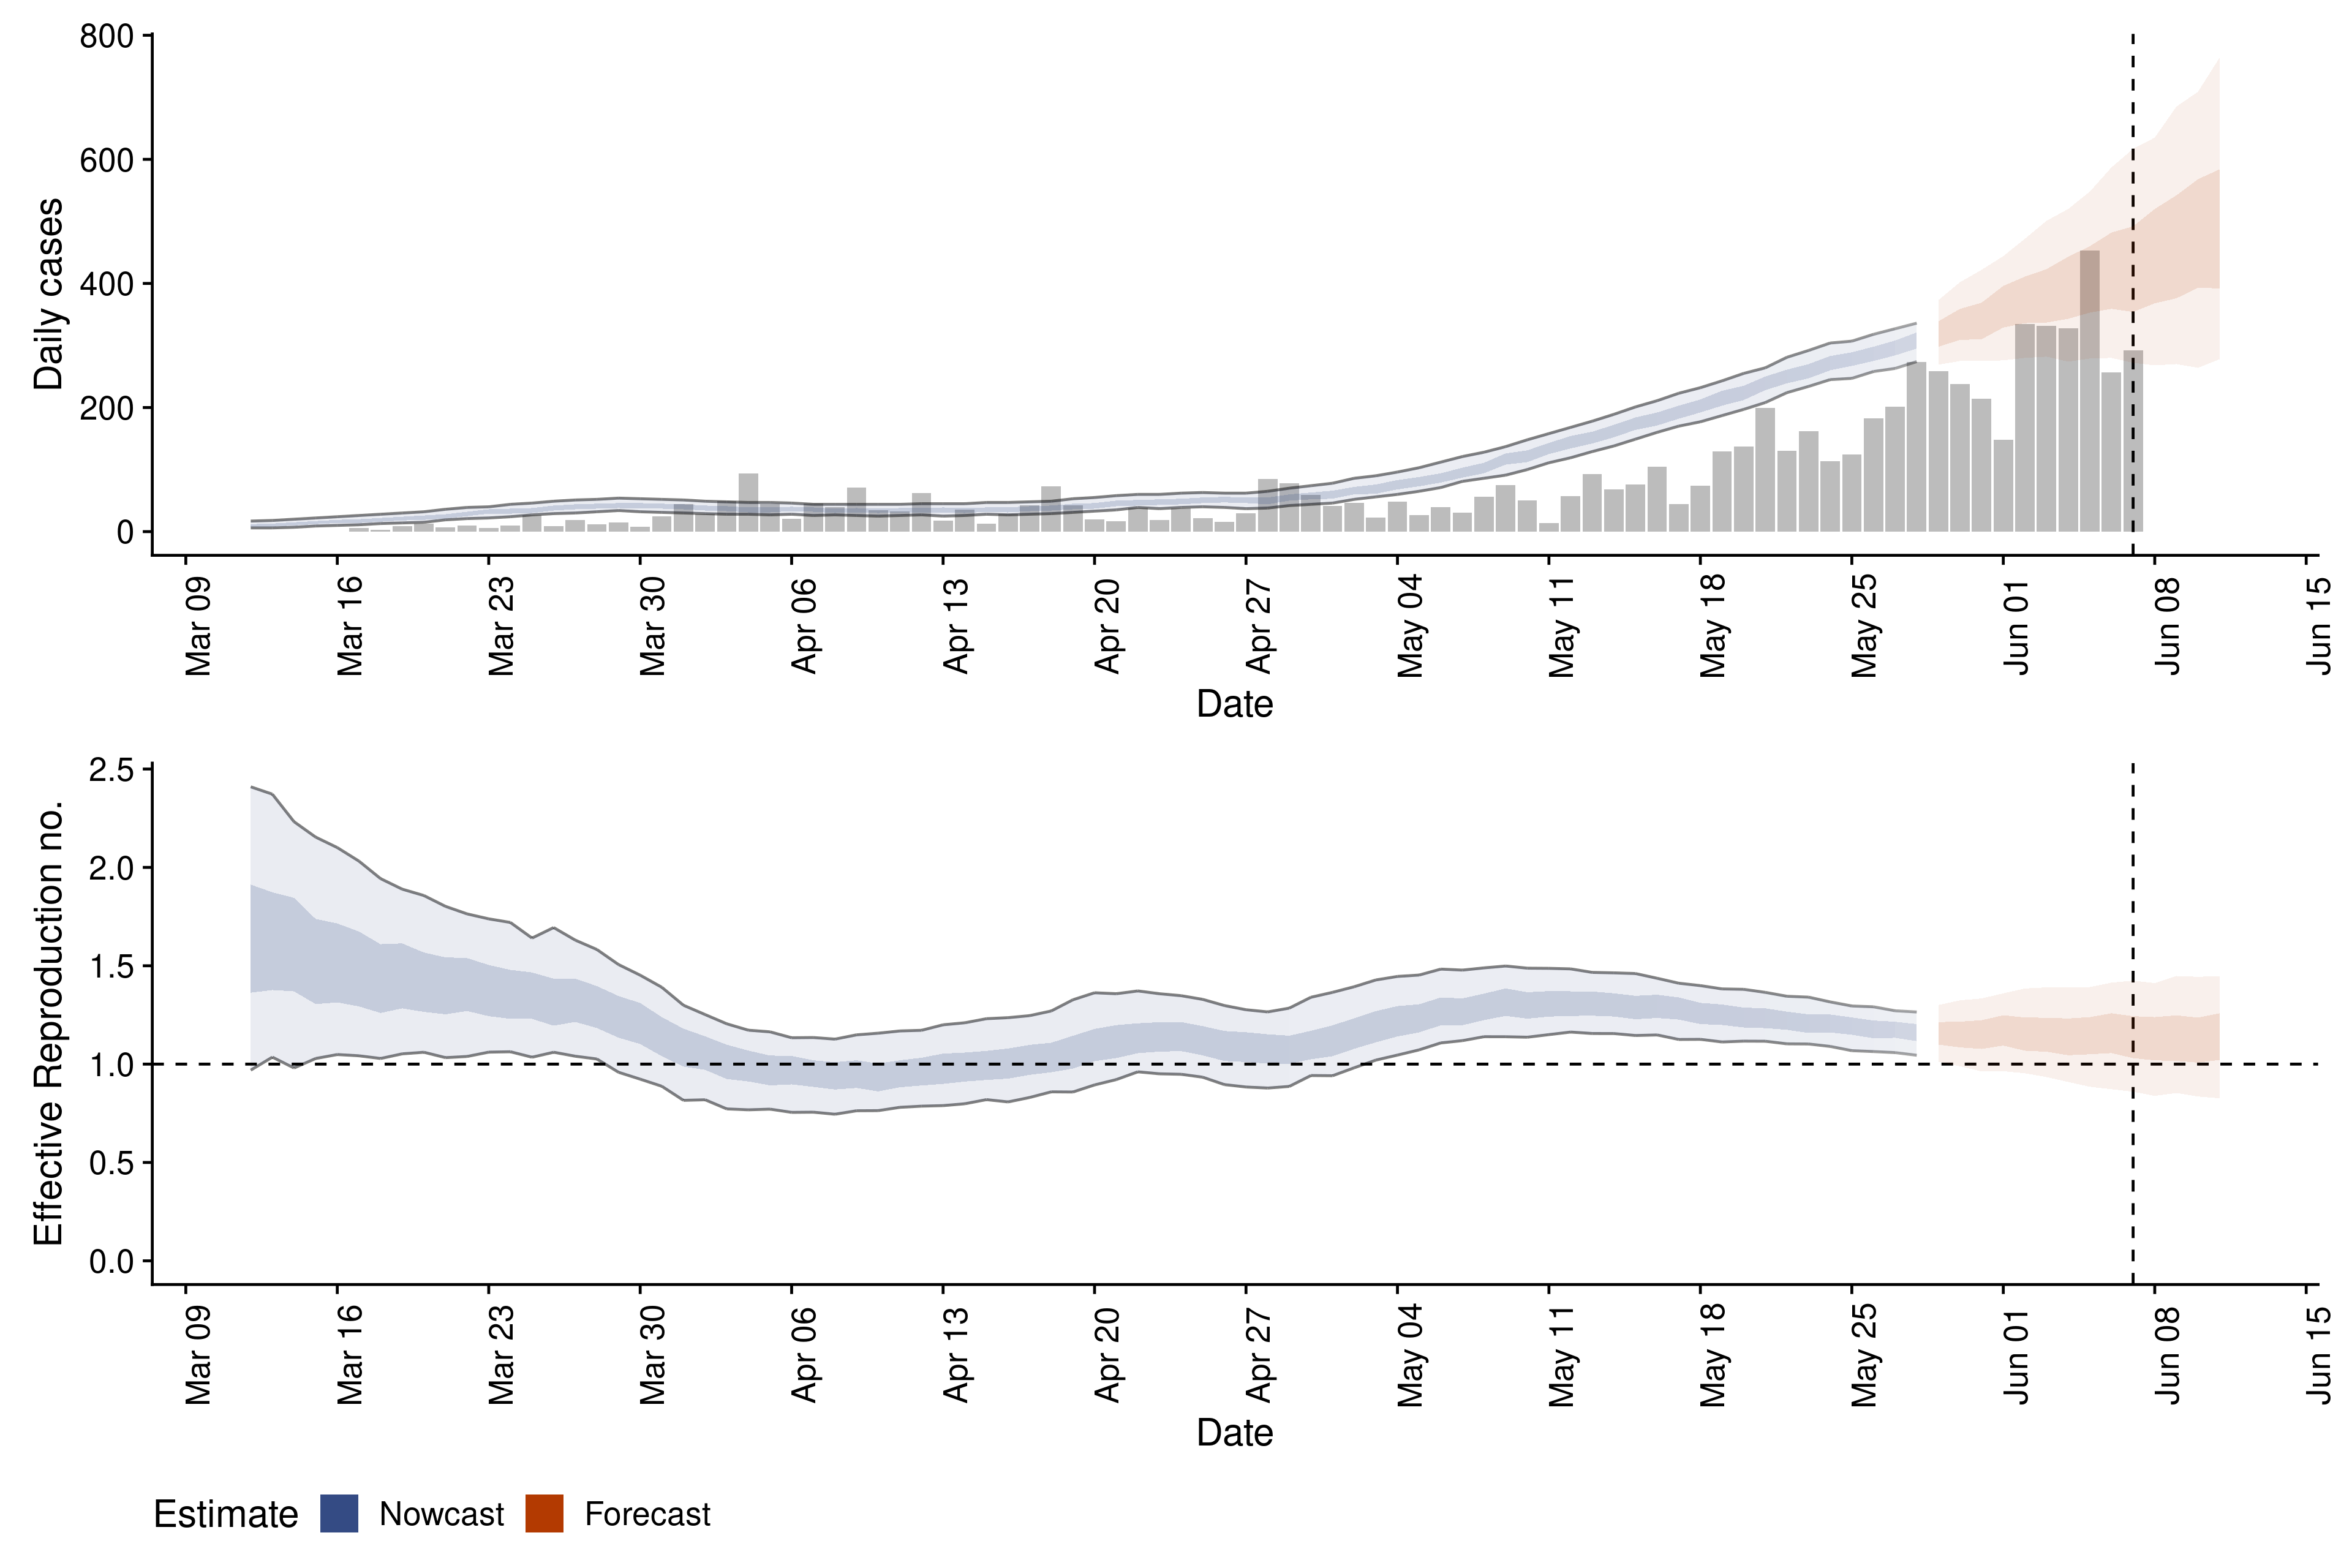 800
600
400
200
0
Daily cases
Mar 09 Mar 16 Mar 23 Mar 30 Apr 06 Apr 13 Apr 20 Apr 27 May 04 May 11 May 18 May 25 Jun 01 Jun 08 Jun 15
Date
2.5
2.0
1.5
1.0
0.5
0.0
Effective Reproduction no.
Mar 09 Mar 16 Mar 23 Mar 30 Apr 06 Apr 13 Apr 20 Apr 27 May 04 May 11 May 18 May 25 Jun 01 Jun 08 Jun 15
Date
Estimate Nowcast Forecast